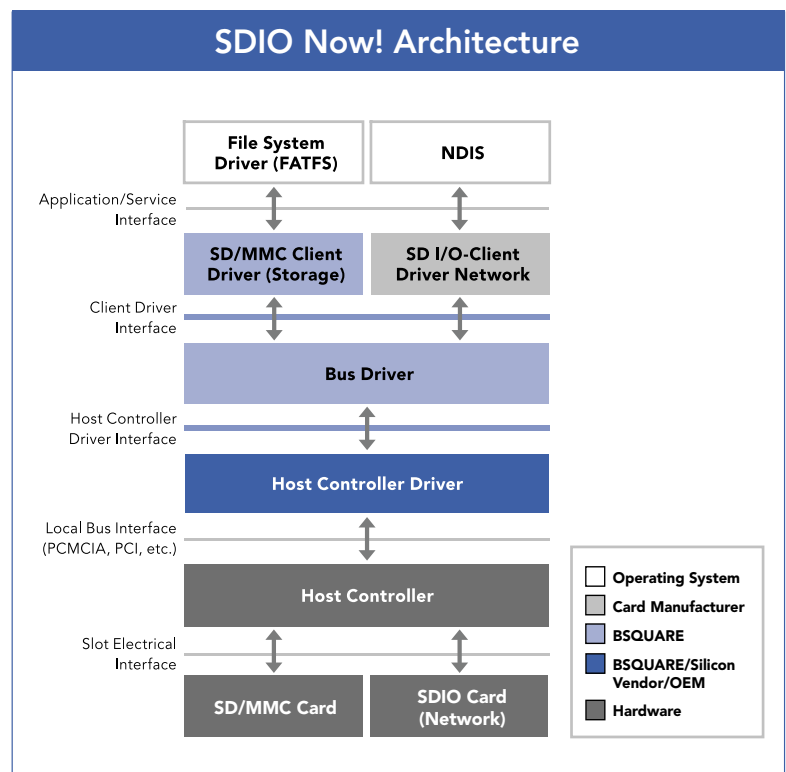 SDIO Now! Architecture
File System
Driver (FATFS)
NDIS
Application/Service
Interface
SD/MMC Client
Driver (Storage)
SD I/O-Client
Driver Network
Client Driver
Interface
Bus Driver
Host Controller
Driver Interface
Host Controller Driver
Local Bus Interface
(PCMCIA, PCI, etc.)
Host Controller
Slot Electrical
Interface
SD/MMC Card
SDIO Card
(Network)
Operating System
Card Manufacturer
BSQUARE
BSQUARE/Silicon
Vendor/OEM
Hardware